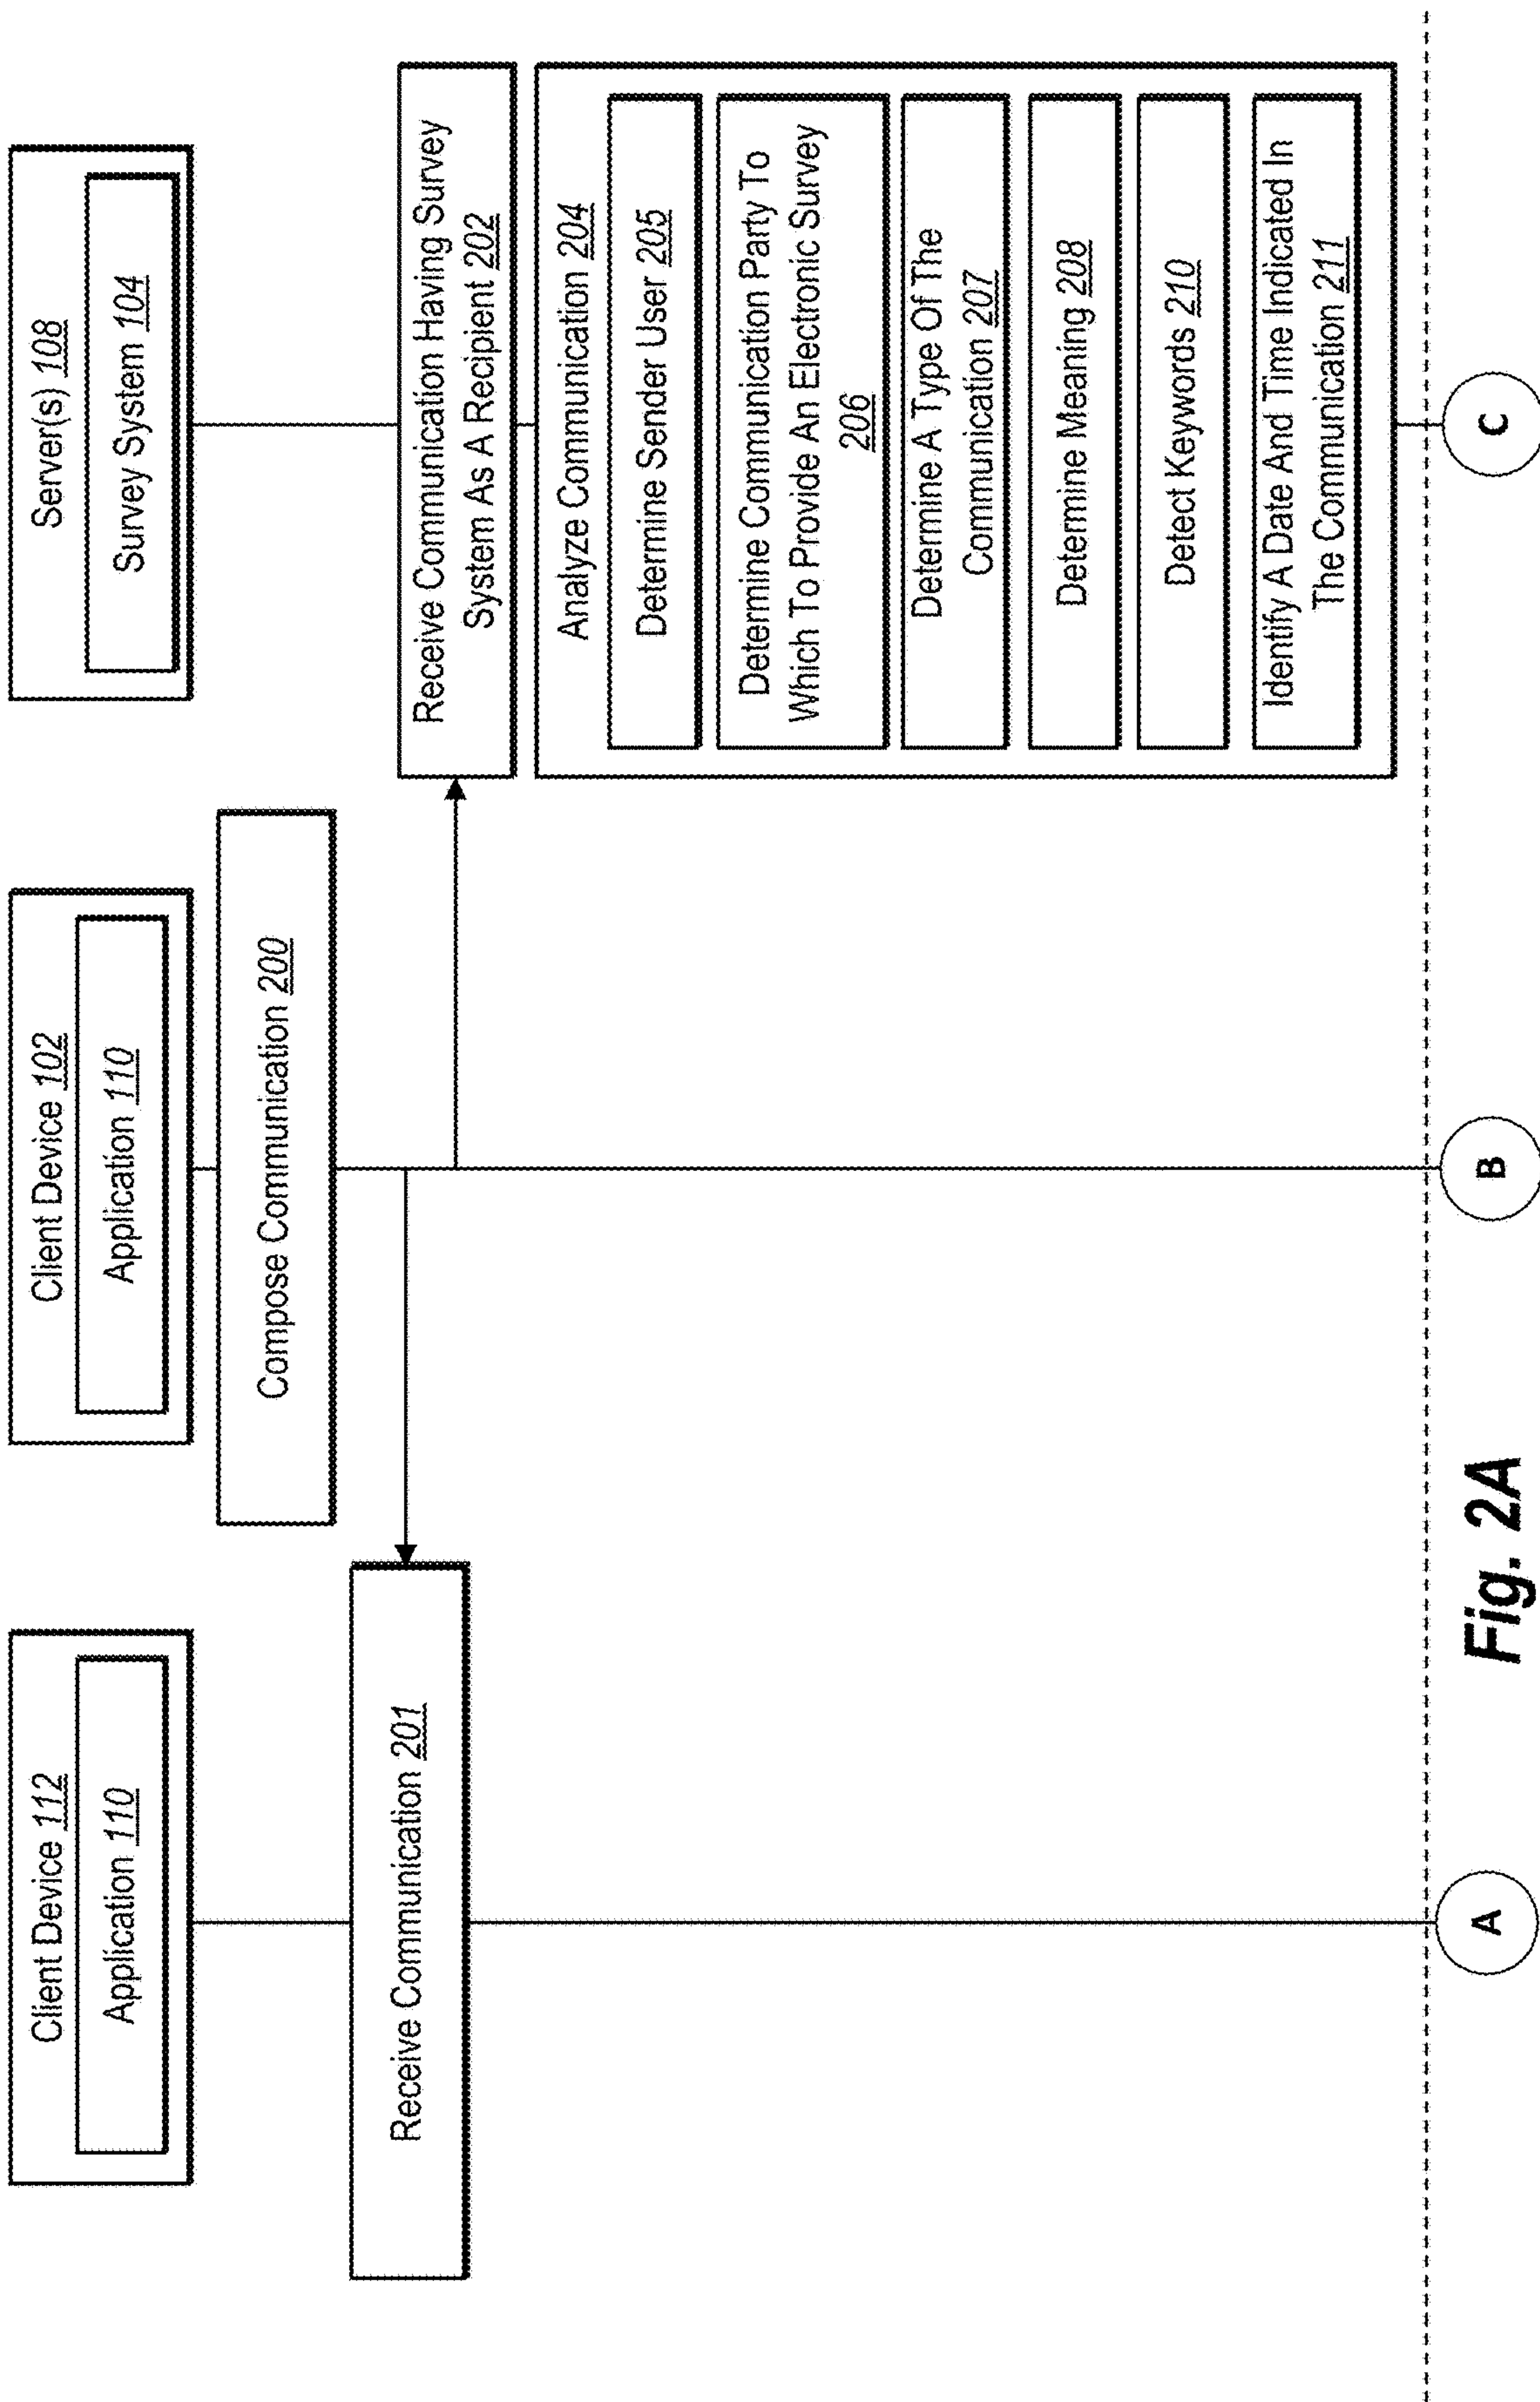 Client Device 112
Application 110
Client Device 102
Application 110
Server(s) 108
Survey System 104
Compose Communication 200
Receive Communication 201
Receive Communication Having Survey
System As A Recipient 202
Analyze Communication 204
Determine Sender User 205
Determine Communication Party To
Which To Provide An Electronic Survey
206
Determine A Type Of The
Communication 207
Determine Meaning 208
Detect Keywords 210
Identify A Date And Time Indicated In
The Communication 211
A
B
C
Fig. 2A